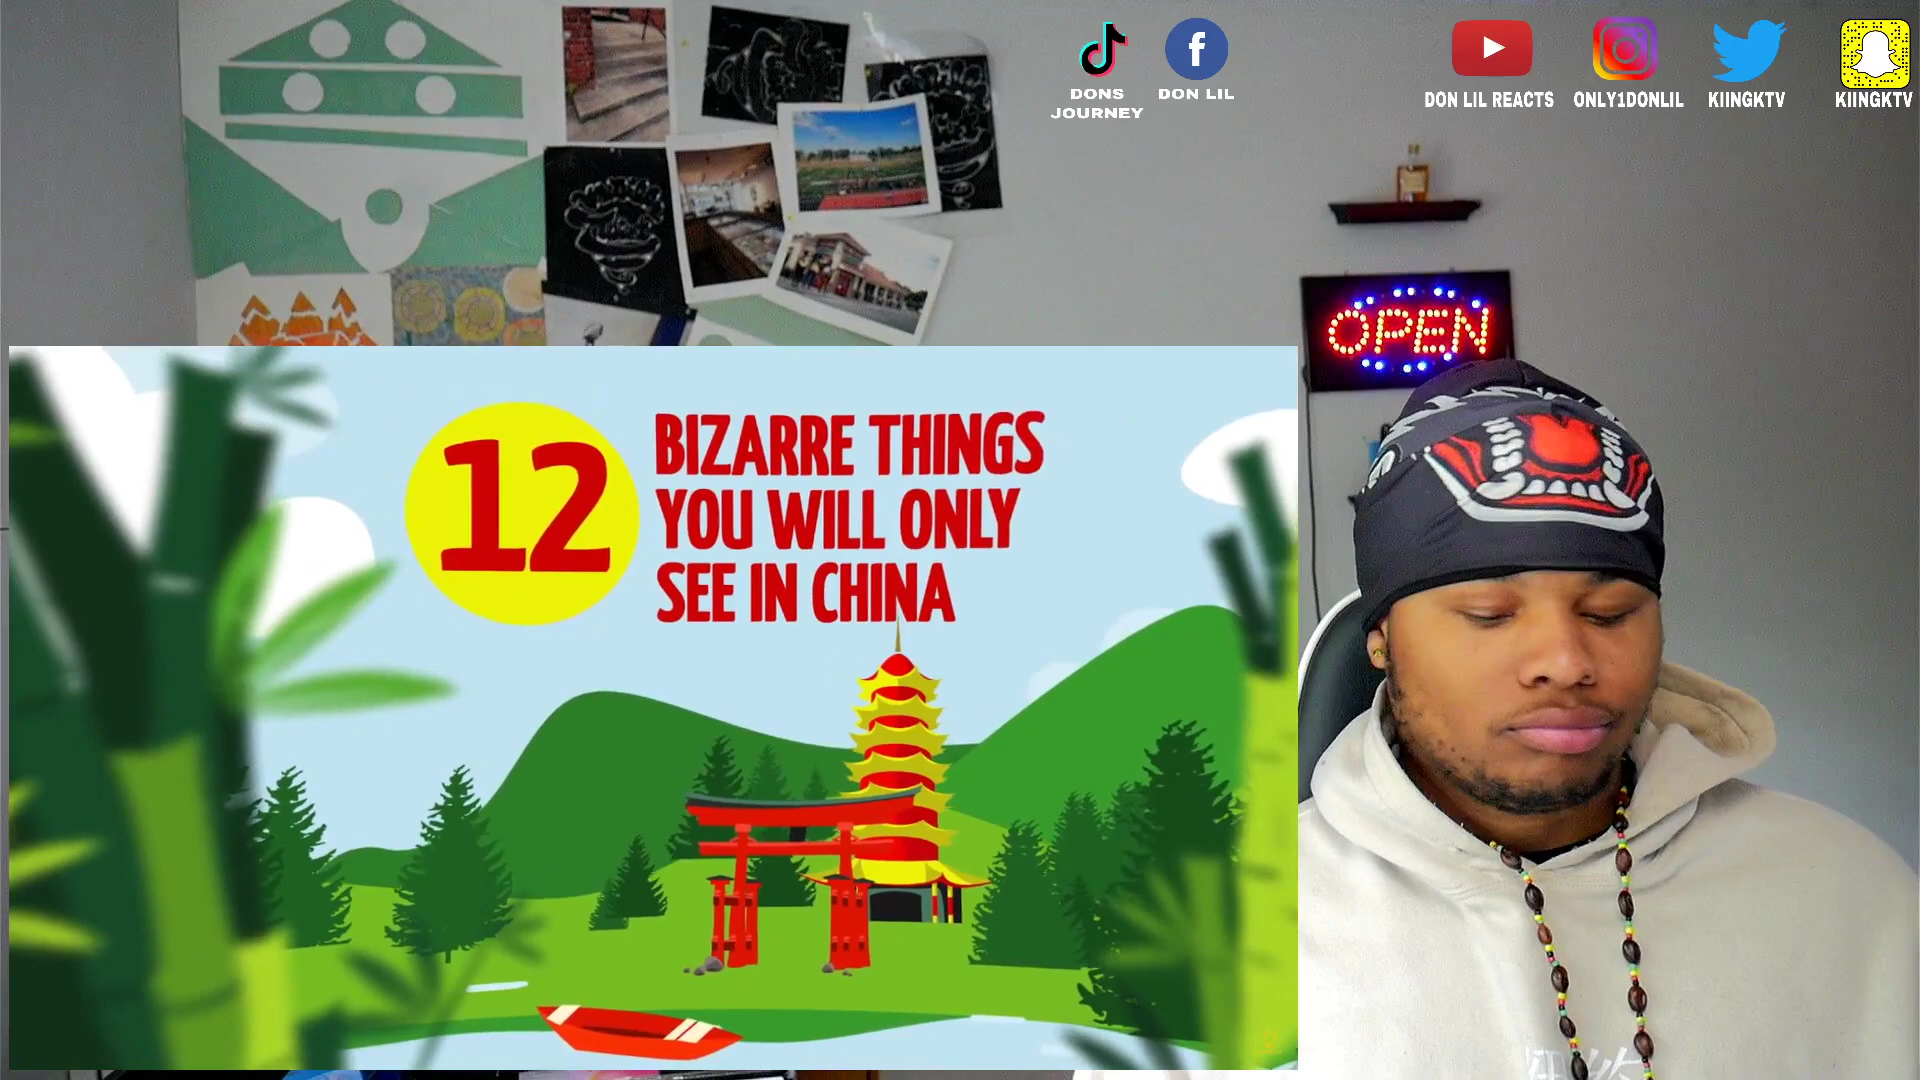 DONS
JOURNEY
DON LIL
DON LIL REACTS
ONLY1DONLIL
KIINGKTV
KIINGKTV
OPEN
12
BIZARRE THINGS
YOU WILL ONLY
SEE IN CHINA